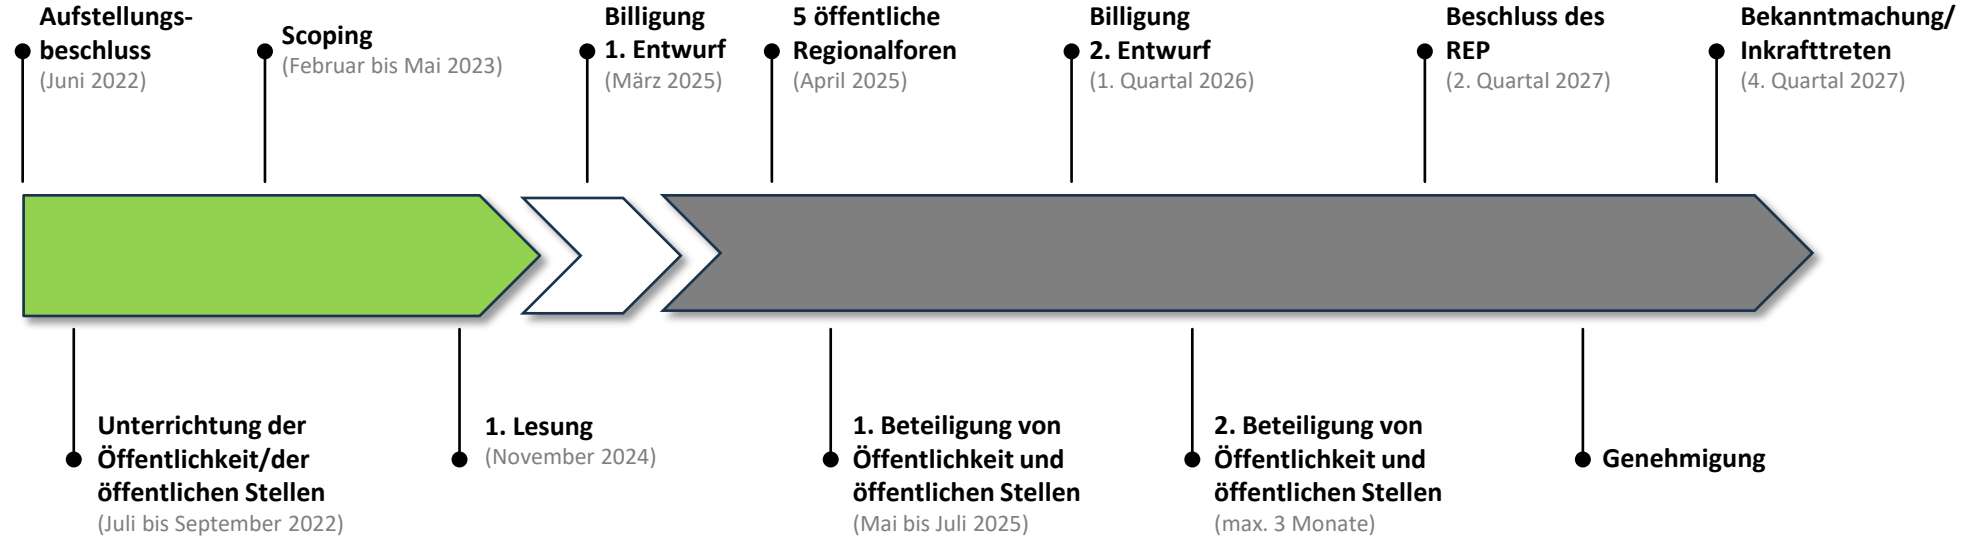 Aufstellungs-
beschluss
(Juni 2022)
Scoping
(Februar bis Mai 2023)
Billigung
1. Entwurf
(März 2025)
5 öffentliche
Regionalforen
(April 2025)
Billigung
2. Entwurf
(1. Quartal 2026)
Beschluss des
REP
(2. Quartal 2027)
Bekanntmachung/
Inkrafttreten
(4. Quartal 2027)
Unterrichtung der
Öffentlichkeit/der
öffentlichen Stellen
(Juli bis September 2022)
1. Lesung
(November 2024)
1. Beteiligung von
Öffentlichkeit und
öffentlichen Stellen
(Mai bis Juli 2025)
2. Beteiligung von
Öffentlichkeit und
öffentlichen Stellen
(max. 3 Monate)
Genehmigung